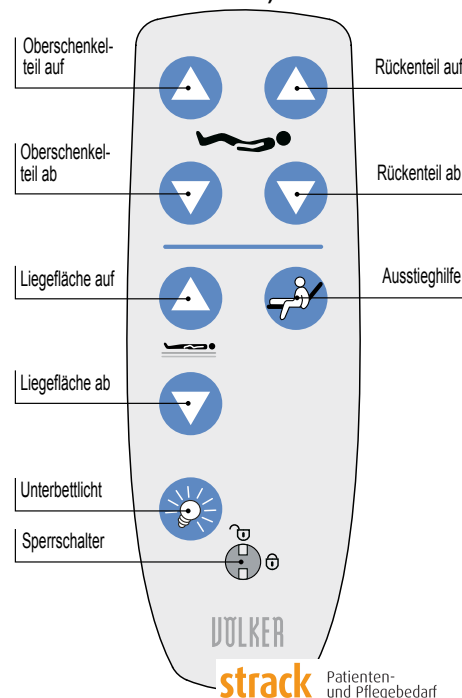 Oberschenkel-
teil auf
Rückenteil auf
Oberschenkel-
teil ab
Rückenteil ab
Liegefläche auf
Ausstieghilfe
Liegefläche ab
Unterbettlicht
Sperrschalter
VÖLKER
strack
Patienten-
und Pflegebedarf